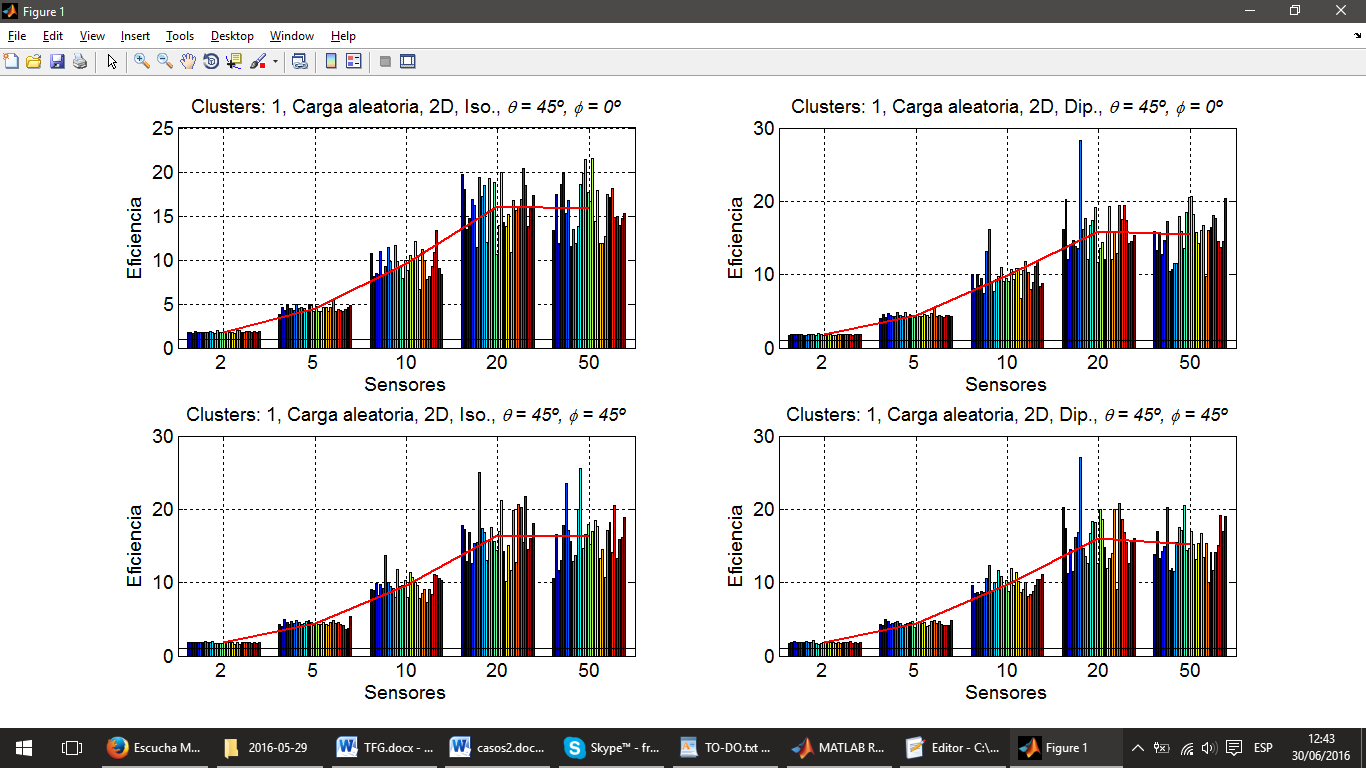 Figure 1
File Edit View Insert Tools Desktop Window Help
Clusters: 1, Carga aleatoria, 2D, Iso., θ = 45º, ϕ = 0º
25
20
15
10
5
0
Eficiencia
2 5 10 20 50
Sensores
Clusters: 1, Carga aleatoria, 2D, Dip., θ = 45º, ϕ = 0º
30
20
10
0
Eficiencia
2 5 10 20 50
Sensores
Clusters: 1, Carga aleatoria, 2D, Iso., θ = 45º, ϕ = 45º
30
20
10
0
Eficiencia
2 5 10 20 50
Sensores
Clusters: 1, Carga aleatoria, 2D, Dip., θ = 45º, ϕ = 45º
30
20
10
0
Eficiencia
2 5 10 20 50
Sensores
Escucha M... 2016-05-29 TFG.docx - ... casos2.doc... Skype™ - fr... TO-DO.txt ... MATLAB R... Editor - C:\... Figure 1 ESP 12:43
30/06/2016